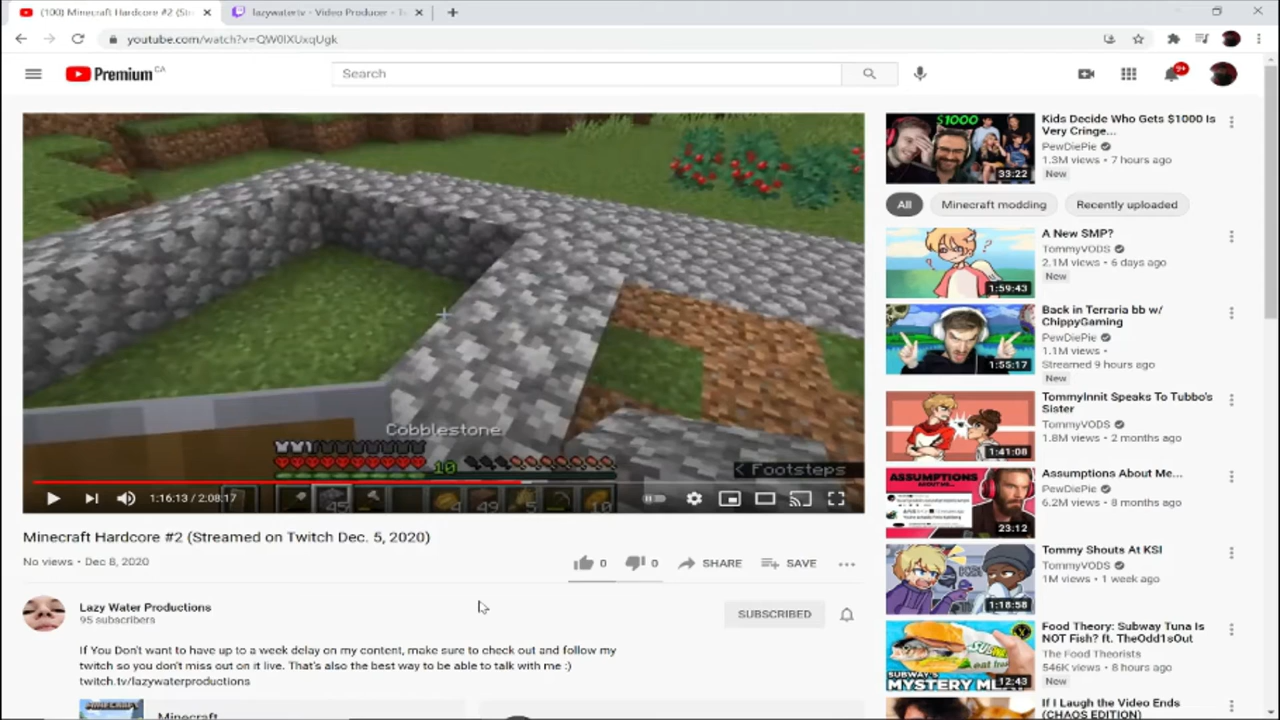 (100) Minecraft Hardcore #2 (Str
lazywatertv - Video Producer - T
youtube.com/watch?v=QW0lXUxqUgk
Premium CA
Search
9+
$1000
33:22
Kids Decide Who Gets $1000 Is
Very Cringe...
PewDiePie
1.3M views • 7 hours ago
New
All
Minecraft modding
Recently uploaded
1:59:43
A New SMP?
TommyVODS
2.1M views • 6 days ago
New
1:55:17
Back in Terraria bb w/
ChippyGaming
PewDiePie
1.1M views •
Streamed 9 hours ago
New
1:41:08
TommyInnit Speaks To Tubbo's
Sister
TommyVODS
1.8M views • 2 months ago
ASSUMPTIONS
ABOUT ME...
23:12
Assumptions About Me...
PewDiePie
6.2M views • 8 months ago
1:18:58
Tommy Shouts At KSI
TommyVODS
1M views • 1 week ago
SUBWAY'S
MYSTERY
12:43
Food Theory: Subway Tuna Is
NOT Fish? ft. TheOdd1sOut
The Food Theorists
546K views • 8 hours ago
New
If I Laugh the Video Ends
(CHAOS EDITION)
Cobblestone
10
< Footsteps
1:16:13 / 2:08:17
Minecraft Hardcore #2 (Streamed on Twitch Dec. 5, 2020)
No views • Dec 8, 2020
0
0
SHARE
SAVE
Lazy Water Productions
95 subscribers
SUBSCRIBED
If You Don't want to have up to a week delay on my content, make sure to check out and follow my
twitch so you don't miss out on it live. That's also the best way to be able to talk with me :)
twitch.tv/lazywaterproductions
Minecraft